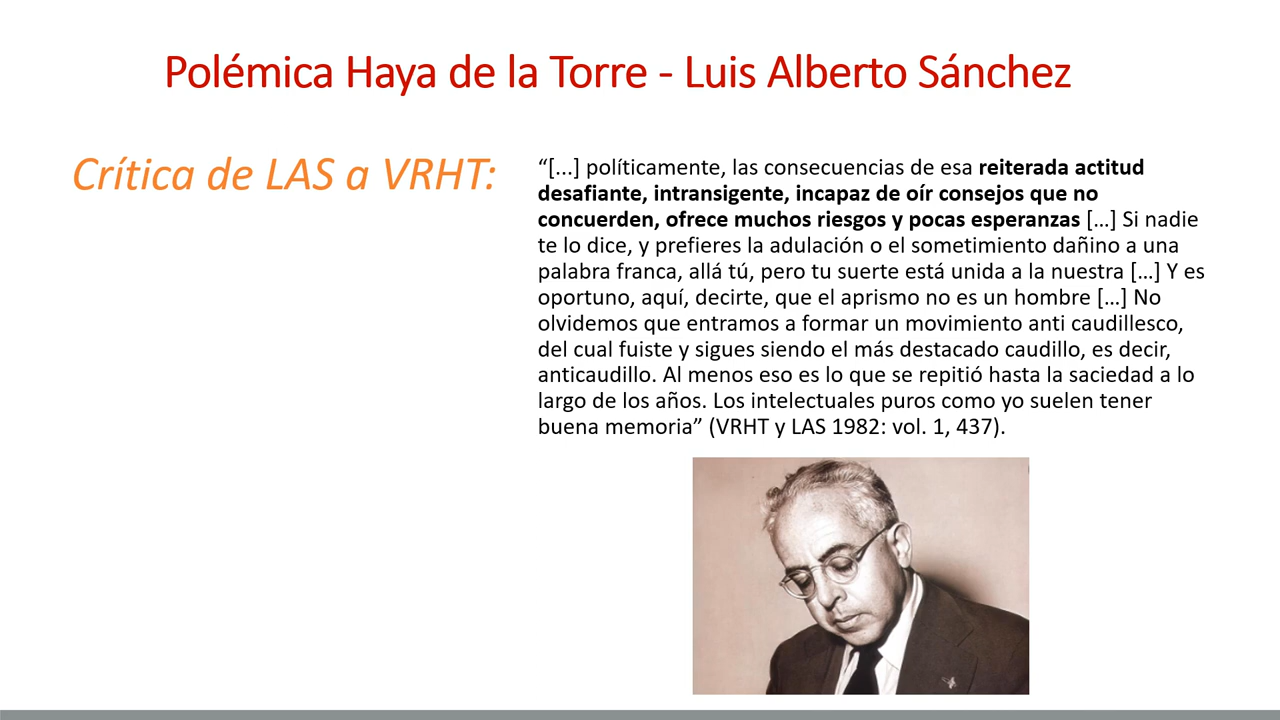 Polémica Haya de la Torre - Luis Alberto Sánchez
Crítica de LAS a VRHT:
“[...] políticamente, las consecuencias de esa reiterada actitud
desafiante, intransigente, incapaz de oír consejos que no
concuerden, ofrece muchos riesgos y pocas esperanzas […] Si nadie
te lo dice, y prefieres la adulación o el sometimiento dañino a una
palabra franca, allá tú, pero tu suerte está unida a la nuestra […] Y es
oportuno, aquí, decirte, que el aprismo no es un hombre […] No
olvidemos que entramos a formar un movimiento anti caudillesco,
del cual fuiste y sigues siendo el más destacado caudillo, es decir,
anticaudillo. Al menos eso es lo que se repitió hasta la saciedad a lo
largo de los años. Los intelectuales puros como yo suelen tener
buena memoria” (VRHT y LAS 1982: vol. 1, 437).